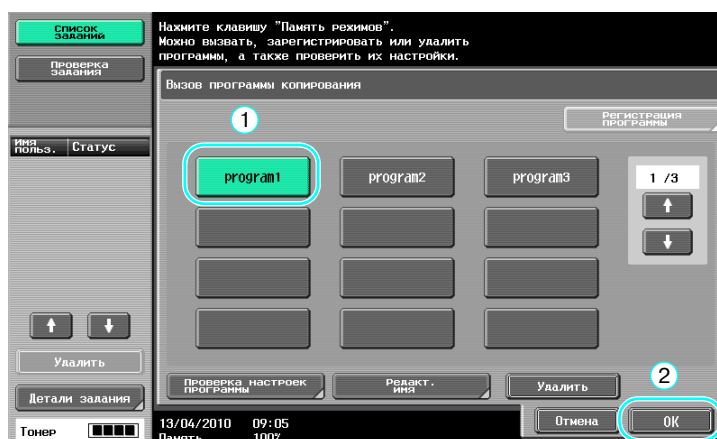 Список
заданий
Проверка
задания
Имя
польз.
Статус
Удалить
Детали задания
Тонер
Нажмите клавишу "Память режимов".
Можно вызвать, зарегистрировать или удалить
программы, а также проверить их настройки.
Вызов программы копирования
1
Регистрация
программы
program1
program2
program3
1 /3
Проверка настроек
программы
Редакт.
имя
Удалить
2
13/04/2010 09:05
Память 100%
Отмена
OK